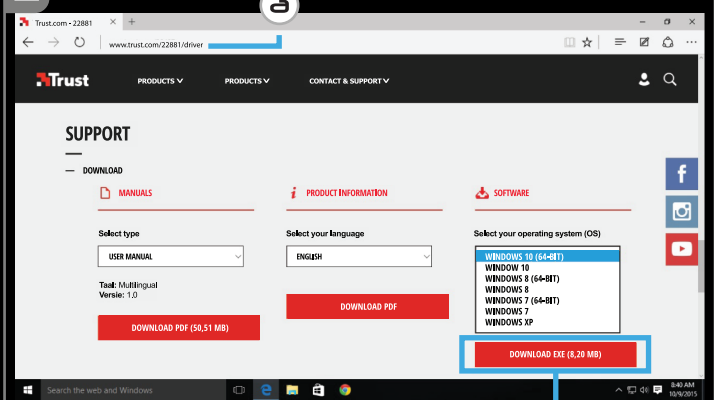 a
Trust.com - 22881
www.trust.com/22881/driver
Trust
PRODUCTS
PRODUCTS
CONTACT & SUPPORT
SUPPORT
DOWNLOAD
MANUALS
Select type
USER MANUAL
Taal: Multilingual
Versie: 1.0
DOWNLOAD PDF (50,51 MB)
i PRODUCT INFORMATION
Select your language
ENGLISH
DOWNLOAD PDF
SOFTWARE
Select your operating system (OS)
WINDOWS 10 (64-BIT)
WINDOW 10
WINDOWS 8 (64-BIT)
WINDOWS 8
WINDOWS 7 (64-BIT)
WINDOWS 7
WINDOWS XP
DOWNLOAD EXE (8,20 MB)
f
Search the web and Windows
8:40 AM
10/9/2015